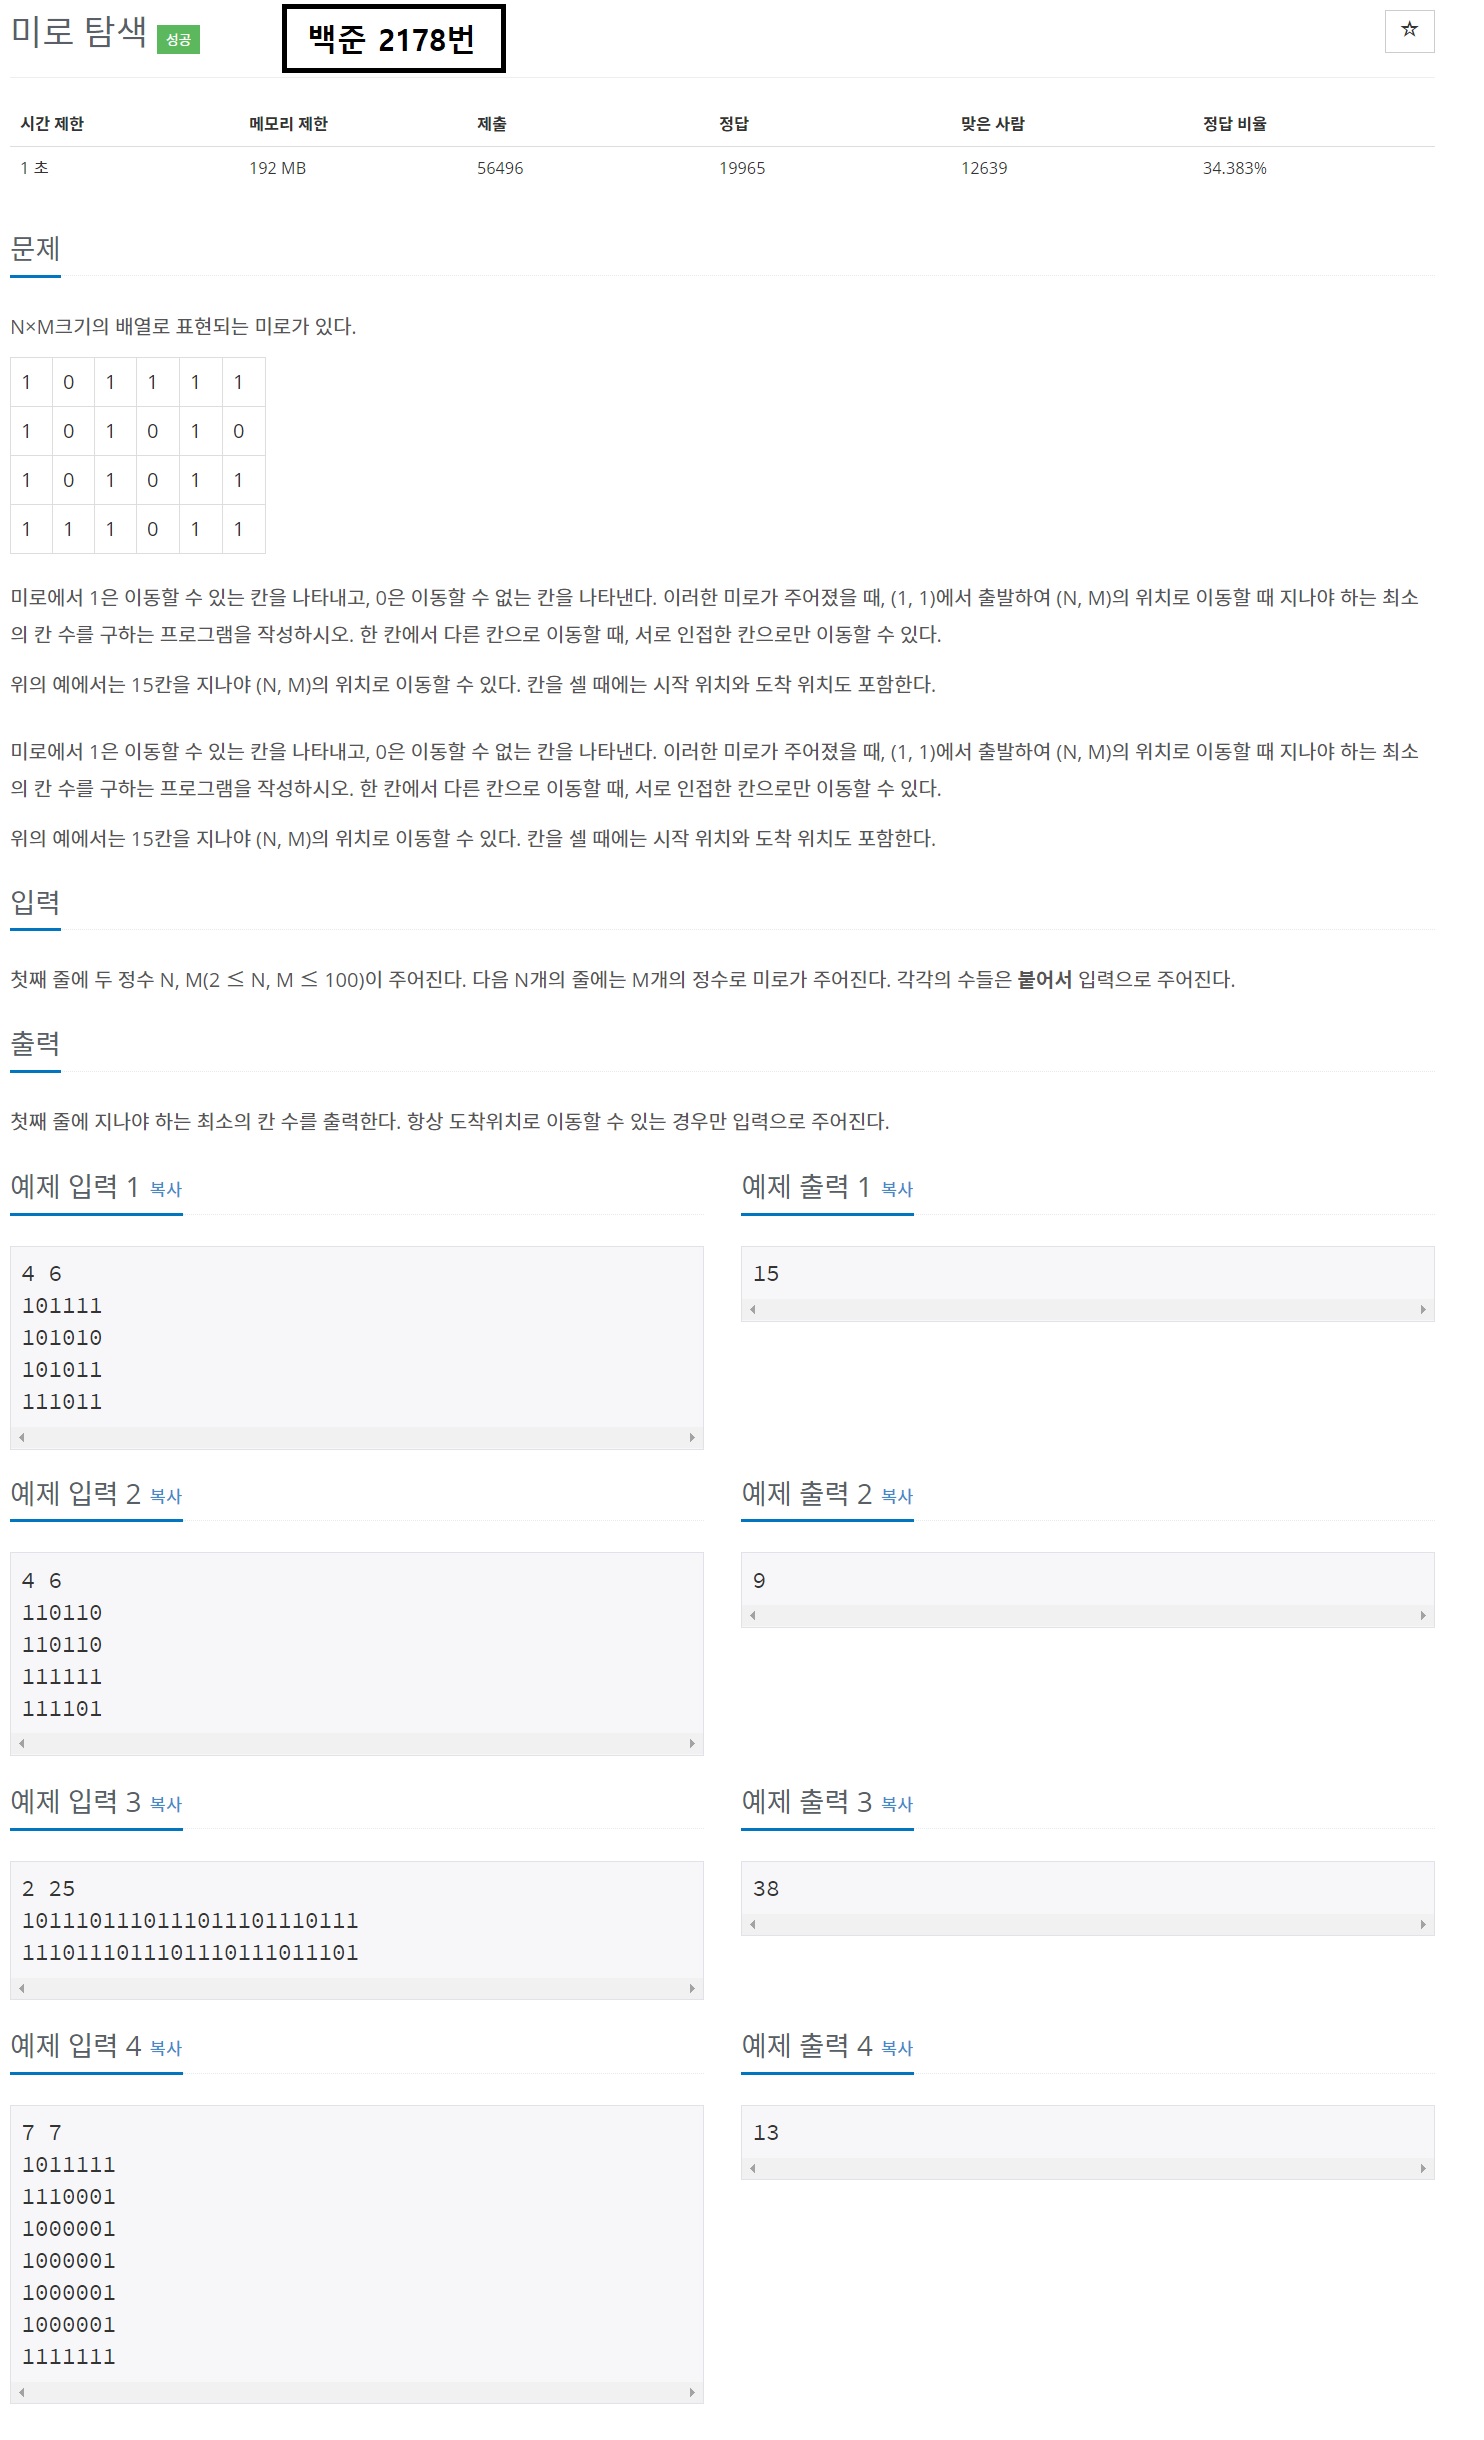 미로 탐색 성공 백준 2178번 ☆
시간 제한 메모리 제한 제출 정답 맞은 사람 정답 비율
1 초 192 MB 56496 19965 12639 34.383%
문제
N×M크기의 배열로 표현되는 미로가 있다.
1 0 1 1 1 1
1 0 1 0 1 0
1 0 1 0 1 1
1 1 1 0 1 1
미로에서 1은 이동할 수 있는 칸을 나타내고, 0은 이동할 수 없는 칸을 나타낸다. 이러한 미로가 주어졌을 때, (1, 1)에서 출발하여 (N, M)의 위치로 이동할 때 지나야 하는 최소
의 칸 수를 구하는 프로그램을 작성하시오. 한 칸에서 다른 칸으로 이동할 때, 서로 인접한 칸으로만 이동할 수 있다.
위의 예에서는 15칸을 지나야 (N, M)의 위치로 이동할 수 있다. 칸을 셀 때에는 시작 위치와 도착 위치도 포함한다.
미로에서 1은 이동할 수 있는 칸을 나타내고, 0은 이동할 수 없는 칸을 나타낸다. 이러한 미로가 주어졌을 때, (1, 1)에서 출발하여 (N, M)의 위치로 이동할 때 지나야 하는 최소
의 칸 수를 구하는 프로그램을 작성하시오. 한 칸에서 다른 칸으로 이동할 때, 서로 인접한 칸으로만 이동할 수 있다.
위의 예에서는 15칸을 지나야 (N, M)의 위치로 이동할 수 있다. 칸을 셀 때에는 시작 위치와 도착 위치도 포함한다.
입력
첫째 줄에 두 정수 N, M(2 ≤ N, M ≤ 100)이 주어진다. 다음 N개의 줄에는 M개의 정수로 미로가 주어진다. 각각의 수들은 붙어서 입력으로 주어진다.
출력
첫째 줄에 지나야 하는 최소의 칸 수를 출력한다. 항상 도착위치로 이동할 수 있는 경우만 입력으로 주어진다.
예제 입력 1 복사
4 6
101111
101010
101011
111011
예제 출력 1 복사
15
예제 입력 2 복사
4 6
110110
110110
111111
111101
예제 출력 2 복사
9
예제 입력 3 복사
2 25
1011101110111011101110111
1110111011101110111011101
예제 출력 3 복사
38
예제 입력 4 복사
7 7
1011111
1110001
1000001
1000001
1000001
1000001
1111111
예제 출력 4 복사
13